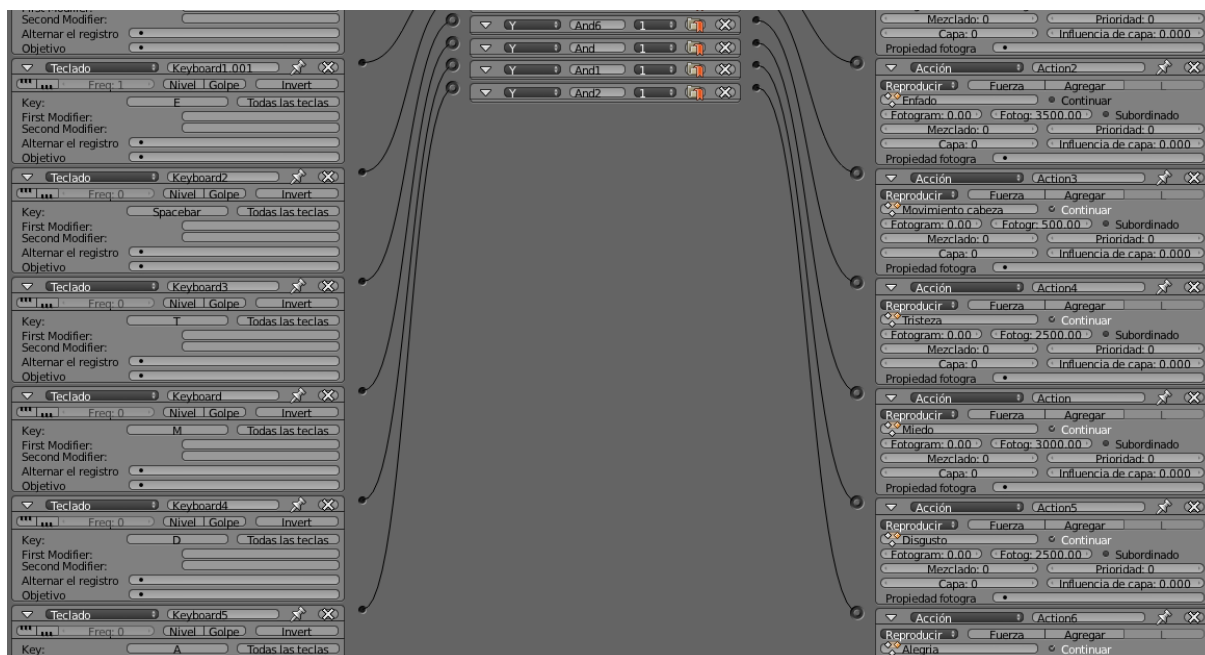 Second Modifier:
Alternar el registro
Objetivo
Teclado Keyboard1.001
Freq: 1 Nivel Golpe Invert
Key: E Todas las teclas
First Modifier:
Second Modifier:
Alternar el registro
Objetivo
Teclado Keyboard2
Freq: 0 Nivel Golpe Invert
Key: Spacebar Todas las teclas
First Modifier:
Second Modifier:
Alternar el registro
Objetivo
Teclado Keyboard3
Freq: 0 Nivel Golpe Invert
Key: T Todas las teclas
First Modifier:
Second Modifier:
Alternar el registro
Objetivo
Teclado Keyboard
Freq: 0 Nivel Golpe Invert
Key: M Todas las teclas
First Modifier:
Second Modifier:
Alternar el registro
Objetivo
Teclado Keyboard4
Freq: 0 Nivel Golpe Invert
Key: D Todas las teclas
First Modifier:
Second Modifier:
Alternar el registro
Objetivo
Teclado Keyboard5
Freq: 0 Nivel Golpe Invert
Key: A Todas las teclas
Y And6 1
Y And 1
Y And1 1
Y And2 1
Mezclado: 0 Prioridad: 0
Capa: 0 Influencia de capa: 0.000
Propiedad fotogra
Acción Action2
Reproducir Fuerza Agregar L
Enfado Continuar
Fotogram: 0.00 Fotog: 3500.00 Subordinado
Mezclado: 0 Prioridad: 0
Capa: 0 Influencia de capa: 0.000
Propiedad fotogra
Acción Action3
Reproducir Fuerza Agregar L
Movimiento cabeza Continuar
Fotogram: 0.00 Fotogr: 500.00 Subordinado
Mezclado: 0 Prioridad: 0
Capa: 0 Influencia de capa: 0.000
Propiedad fotogra
Acción Action4
Reproducir Fuerza Agregar L
Tristeza Continuar
Fotogram: 0.00 Fotog: 2500.00 Subordinado
Mezclado: 0 Prioridad: 0
Capa: 0 Influencia de capa: 0.000
Propiedad fotogra
Acción Action
Reproducir Fuerza Agregar L
Miedo Continuar
Fotogram: 0.00 Fotog: 3000.00 Subordinado
Mezclado: 0 Prioridad: 0
Capa: 0 Influencia de capa: 0.000
Propiedad fotogra
Acción Action5
Reproducir Fuerza Agregar L
Disgusto Continuar
Fotogram: 0.00 Fotog: 2500.00 Subordinado
Mezclado: 0 Prioridad: 0
Capa: 0 Influencia de capa: 0.000
Propiedad fotogra
Acción Action6
Reproducir Fuerza Agregar L
Alegria Continuar